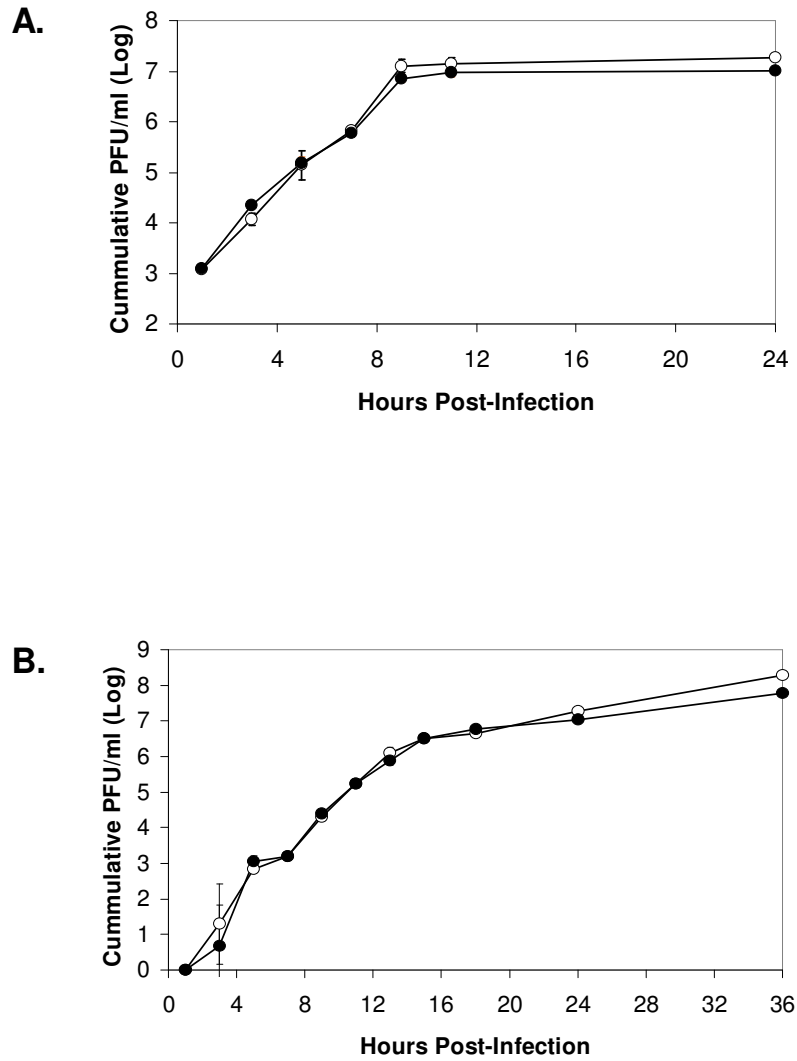 A.
Cummulative PFU/ml (Log)
8
7
6
5
4
3
2
0 4 8 12 16 20 24
Hours Post-Infection
B.
Cummulative PFU/ml (Log)
9
8
7
6
5
4
3
2
1
0
0 4 8 12 16 20 24 28 32 36
Hours Post-Infection